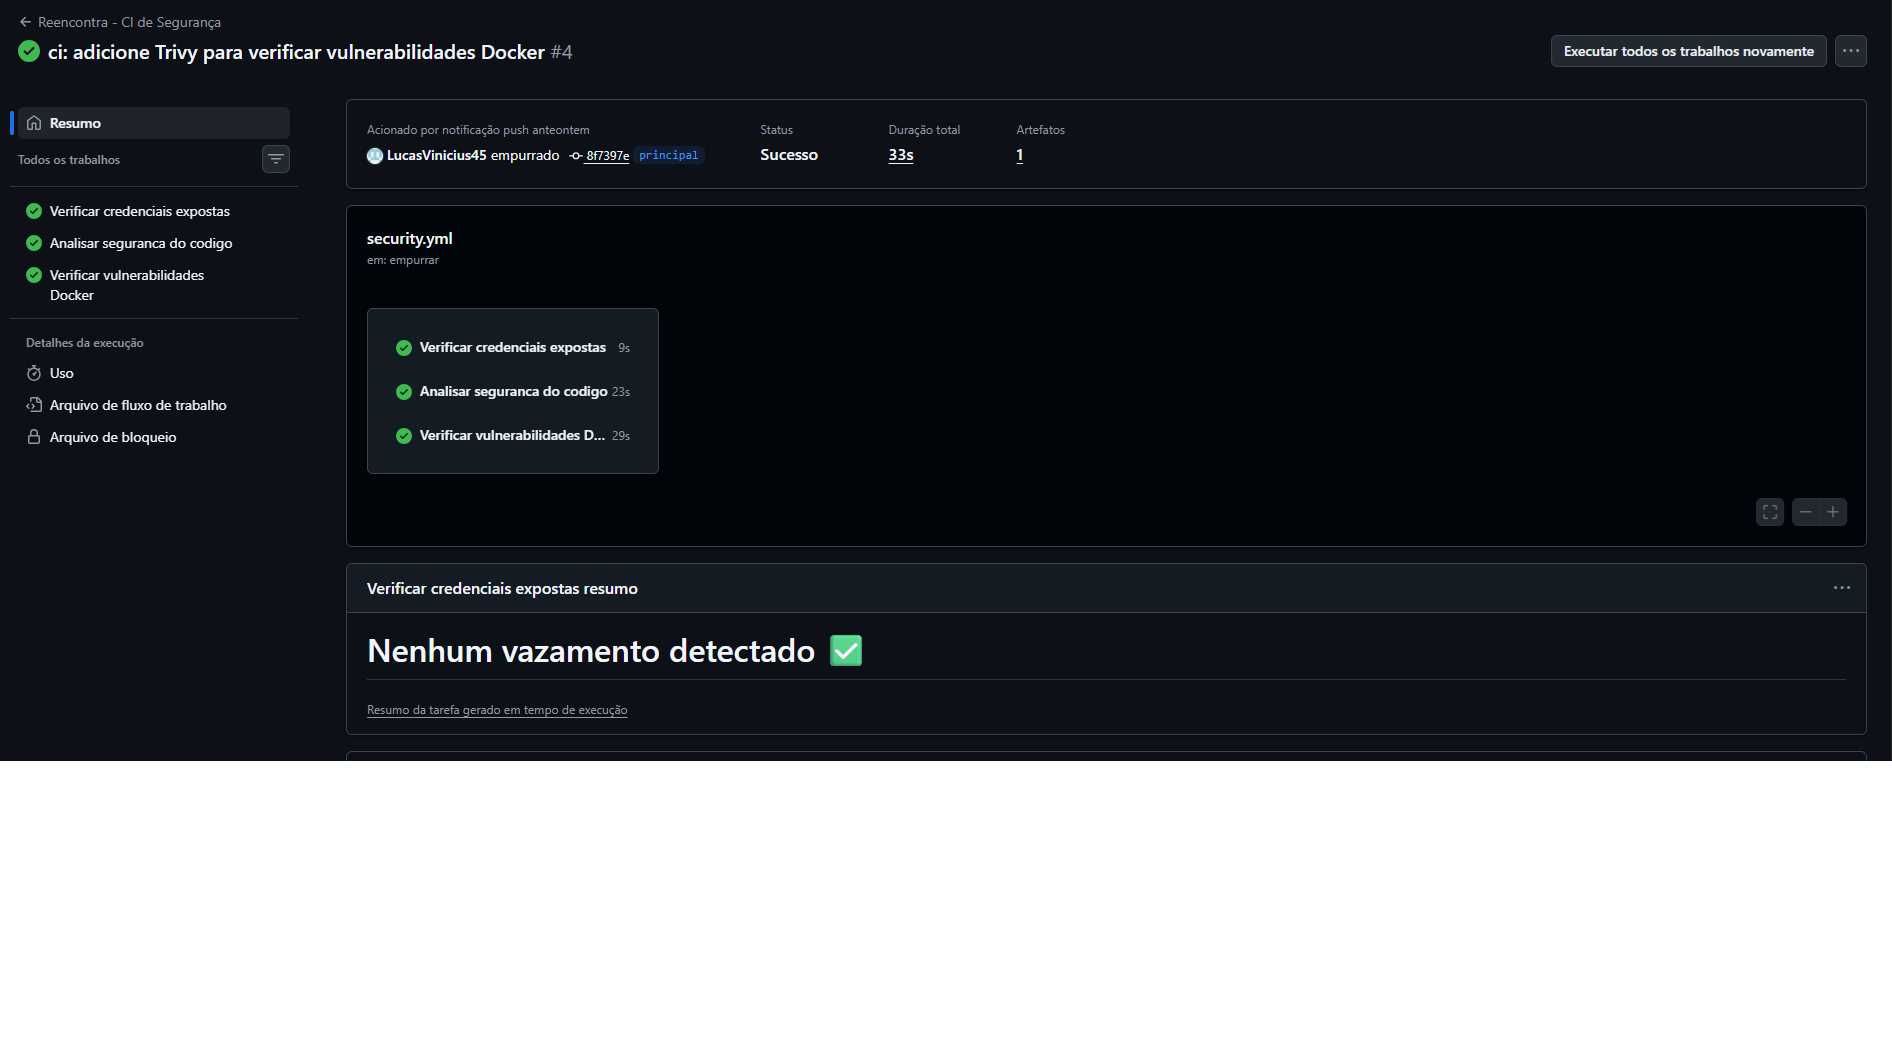 Reencontra - CI de Segurança
ci: adicione Trivy para verificar vulnerabilidades Docker #4
Executar todos os trabalhos novamente
Resumo
Todos os trabalhos
Verificar credenciais expostas
Analisar seguranca do codigo
Verificar vulnerabilidades
Docker
Detalhes da execução
Uso
Arquivo de fluxo de trabalho
Arquivo de bloqueio
Acionado por notificação push anteontem
LucasVinicius45 empurrado 8f7397e principal
Status
Sucesso
Duração total
33s
Artefatos
1
security.yml
em: empurrar
Verificar credenciais expostas 9s
Analisar seguranca do codigo 23s
Verificar vulnerabilidades D... 29s
Verificar credenciais expostas resumo
Nenhum vazamento detectado ✅
Resumo da tarefa gerado em tempo de execução